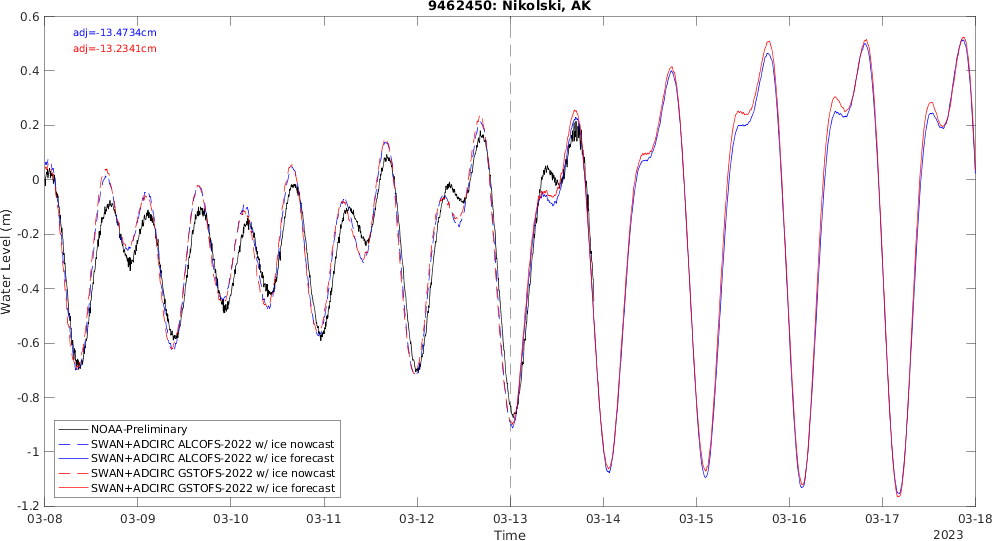 9462450: Nikolski, AK
adj=-13.4734cm
adj=-13.2341cm
0.6
0.4
0.2
0
-0.2
-0.4
-0.6
-0.8
-1
-1.2
Water Level (m)
NOAA-Preliminary
SWAN+ADCIRC ALCOFS-2022 w/ ice nowcast
SWAN+ADCIRC ALCOFS-2022 w/ ice forecast
SWAN+ADCIRC GSTOFS-2022 w/ ice nowcast
SWAN+ADCIRC GSTOFS-2022 w/ ice forecast
03-08 03-09 03-10 03-11 03-12 03-13 03-14 03-15 03-16 03-17 03-18
Time
2023